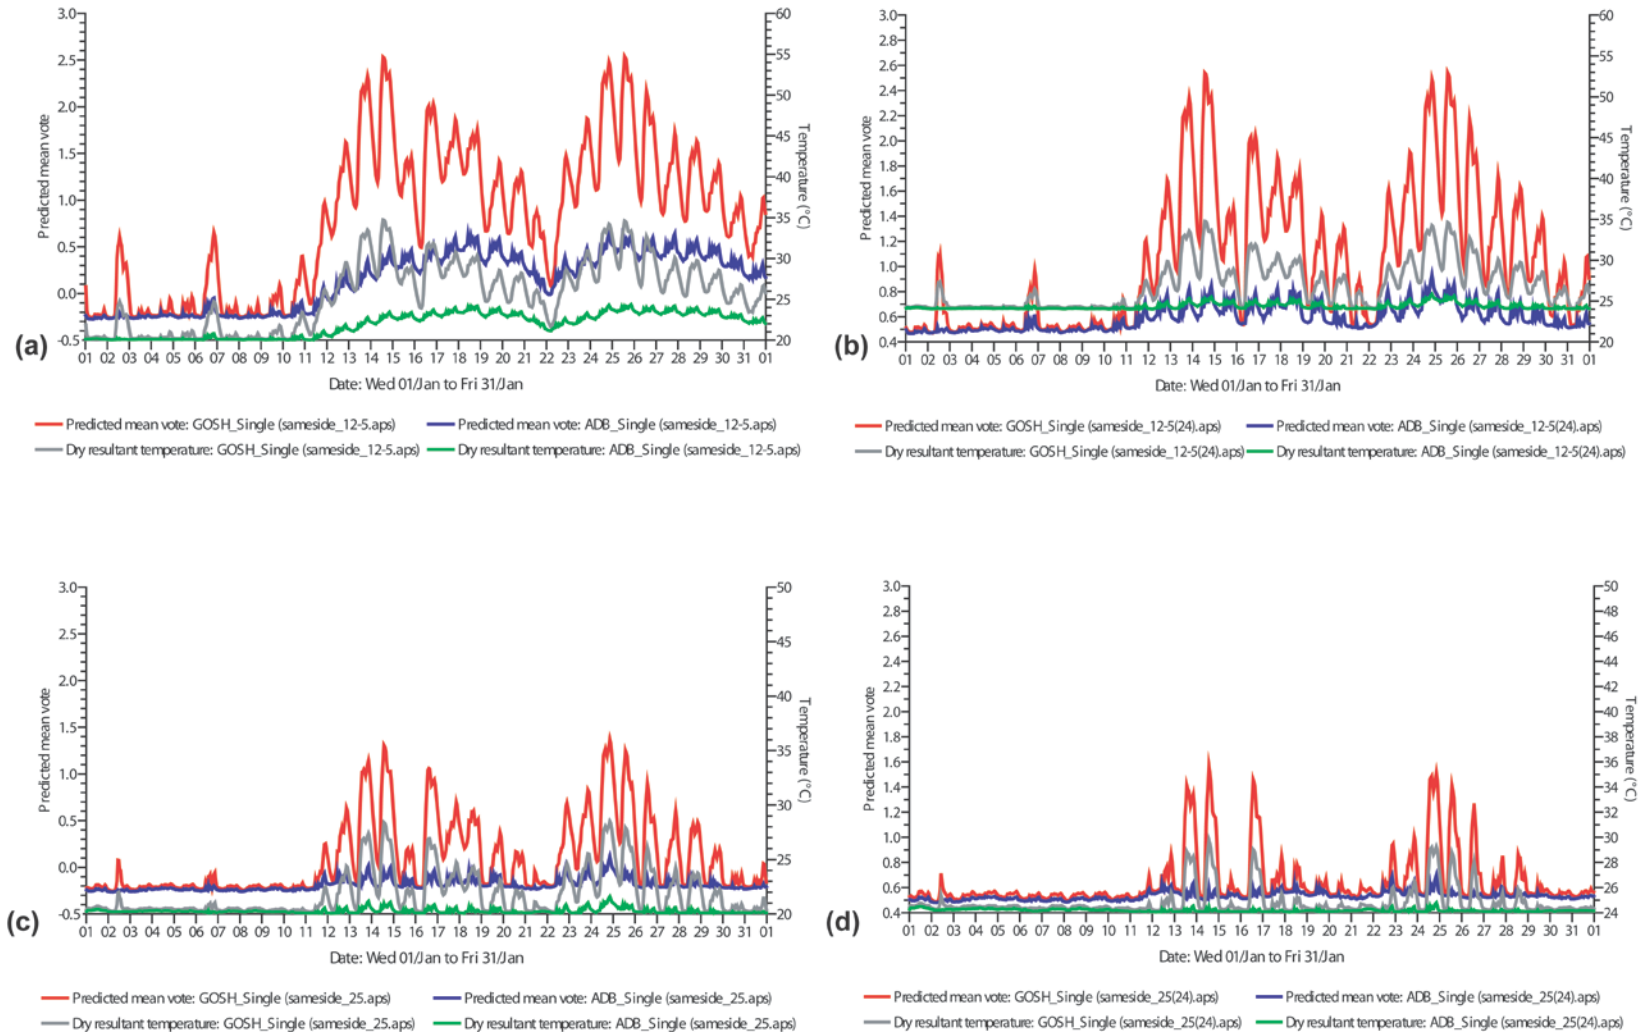 3.0
2.5
2.0
1.5
1.0
0.5
0.0
-0.5
Predicted mean vote
60
55
50
45
40
35
30
25
20
Temperature (°C)
(a)
01 02 03 04 05 06 07 08 09 10 11 12 13 14 15 16 17 18 19 20 21 22 23 24 25 26 27 28 29 30 31 01
Date: Wed 01/Jan to Fri 31/Jan
Predicted mean vote: GOSH_Single (sameside_12-5.aps)
Predicted mean vote: ADB_Single (sameside_12-5.aps)
Dry resultant temperature: GOSH_Single (sameside_12-5.aps)
Dry resultant temperature: ADB_Single (sameside_12-5.aps)
3.0
2.8
2.6
2.4
2.2
2.0
1.8
1.6
1.4
1.2
1.0
0.8
0.6
0.4
Predicted mean vote
60
55
50
45
40
35
30
25
20
Temperature (°C)
(b)
01 02 03 04 05 06 07 08 09 10 11 12 13 14 15 16 17 18 19 20 21 22 23 24 25 26 27 28 29 30 31 01
Date: Wed 01/Jan to Fri 31/Jan
Predicted mean vote: GOSH_Single (sameside_12-5(24).aps)
Predicted mean vote: ADB_Single (sameside_12-5(24).aps)
Dry resultant temperature: GOSH_Single (sameside_12-5(24).aps)
Dry resultant temperature: ADB_Single (sameside_12-5(24).aps)
3.0
2.5
2.0
1.5
1.0
0.5
0.0
-0.5
Predicted mean vote
50
45
40
35
30
25
20
Temperature (°C)
(c)
01 02 03 04 05 06 07 08 09 10 11 12 13 14 15 16 17 18 19 20 21 22 23 24 25 26 27 28 29 30 31 01
Date: Wed 01/Jan to Fri 31/Jan
Predicted mean vote: GOSH_Single (sameside_25.aps)
Predicted mean vote: ADB_Single (sameside_25.aps)
Dry resultant temperature: GOSH_Single (sameside_25.aps)
Dry resultant temperature: ADB_Single (sameside_25.aps)
3.0
2.8
2.6
2.4
2.2
2.0
1.8
1.6
1.4
1.2
1.0
0.8
0.6
0.4
Predicted mean vote
50
48
46
44
42
40
38
36
34
32
30
28
26
24
Temperature (°C)
(d)
01 02 03 04 05 06 07 08 09 10 11 12 13 14 15 16 17 18 19 20 21 22 23 24 25 26 27 28 29 30 31 01
Date: Wed 01/Jan to Fri 31/Jan
Predicted mean vote: GOSH_Single (sameside_25(24).aps)
Predicted mean vote: ADB_Single (sameside_25(24).aps)
Dry resultant temperature: GOSH_Single (sameside_25(24).aps)
Dry resultant temperature: ADB_Single (sameside_25(24).aps)